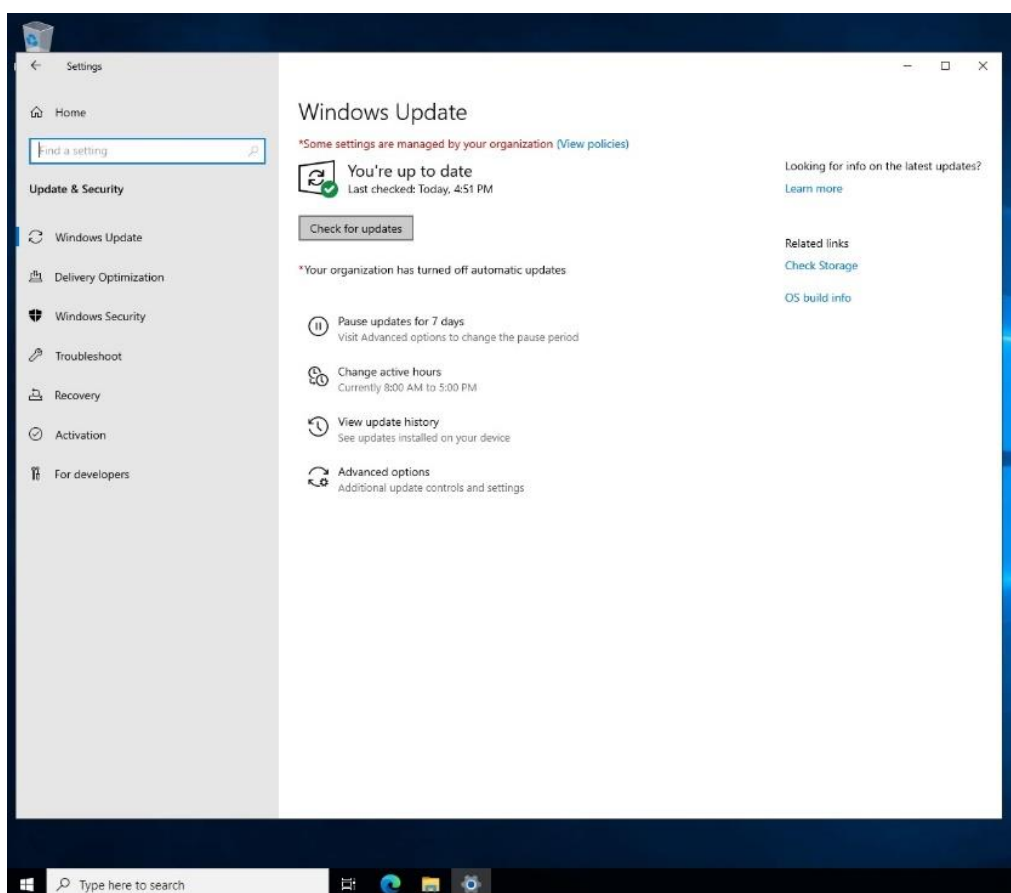 Settings
Home
Find a setting
Update & Security
Windows Update
Delivery Optimization
Windows Security
Troubleshoot
Recovery
Activation
For developers
Windows Update
*Some settings are managed by your organization (View policies)
You're up to date
Last checked: Today, 4:51 PM
Check for updates
*Your organization has turned off automatic updates
Pause updates for 7 days
Visit Advanced options to change the pause period
Change active hours
Currently 8:00 AM to 5:00 PM
View update history
See updates installed on your device
Advanced options
Additional update controls and settings
Looking for info on the latest updates?
Learn more
Related links
Check Storage
OS build info
Type here to search